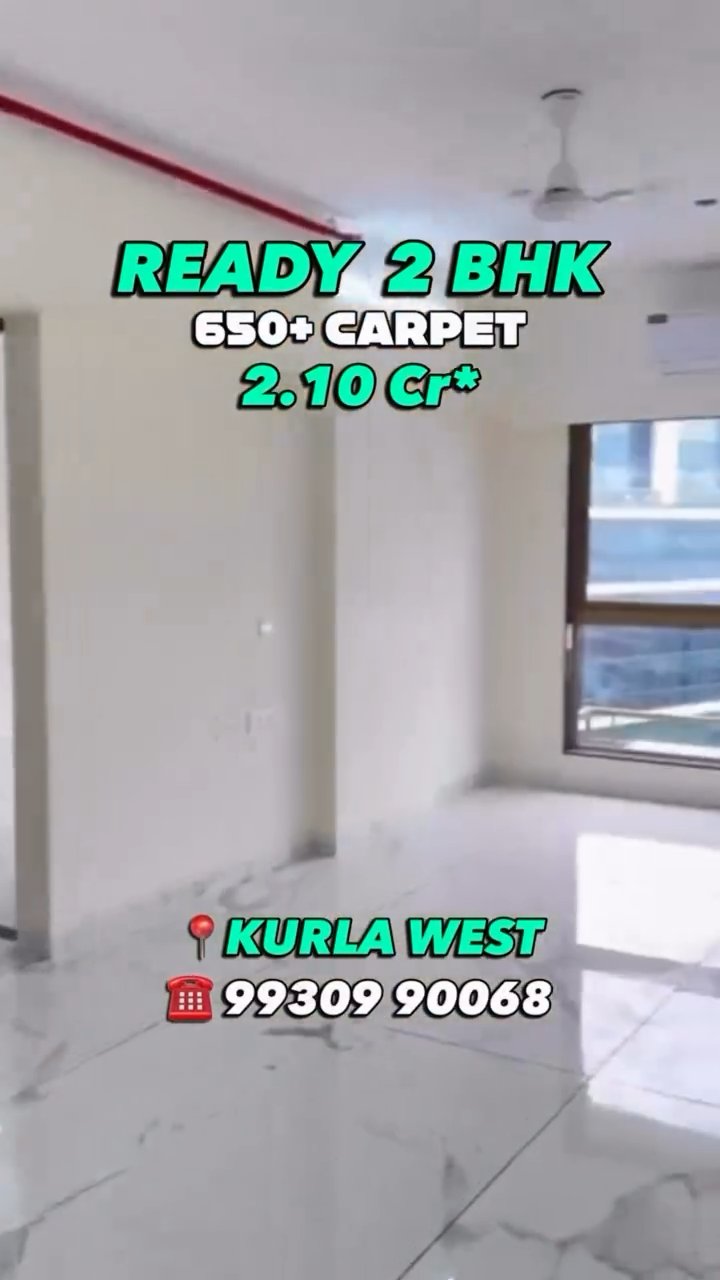 READY 2 BHK
650+ CARPET
2.10 Cr*
📍KURLA WEST
☎️99309 90068